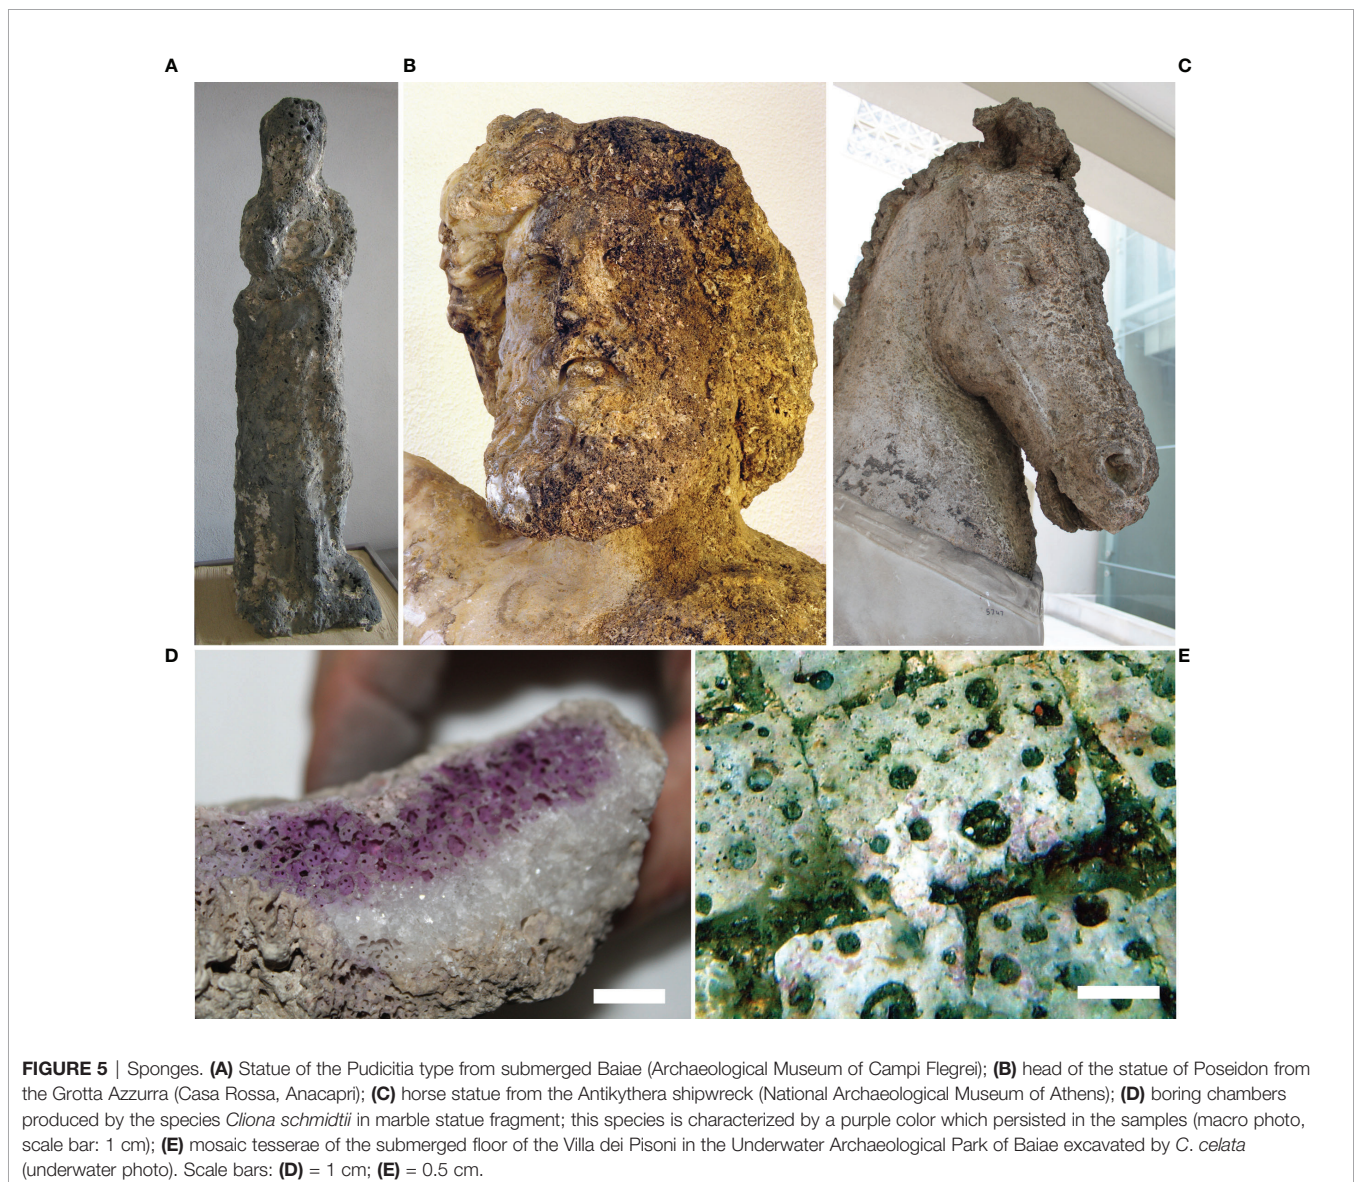 A
B
C
5747
D
E
FIGURE 5 | Sponges. (A) Statue of the Pudicitia type from submerged Baiae (Archaeological Museum of Campi Flegrei); (B) head of the statue of Poseidon from
the Grotta Azzurra (Casa Rossa, Anacapri); (C) horse statue from the Antikythera shipwreck (National Archaeological Museum of Athens); (D) boring chambers
produced by the species Cliona schmidtii in marble statue fragment; this species is characterized by a purple color which persisted in the samples (macro photo,
scale bar: 1 cm); (E) mosaic tesserae of the submerged floor of the Villa dei Pisoni in the Underwater Archaeological Park of Baiae excavated by C. celata
(underwater photo). Scale bars: (D) = 1 cm; (E) = 0.5 cm.